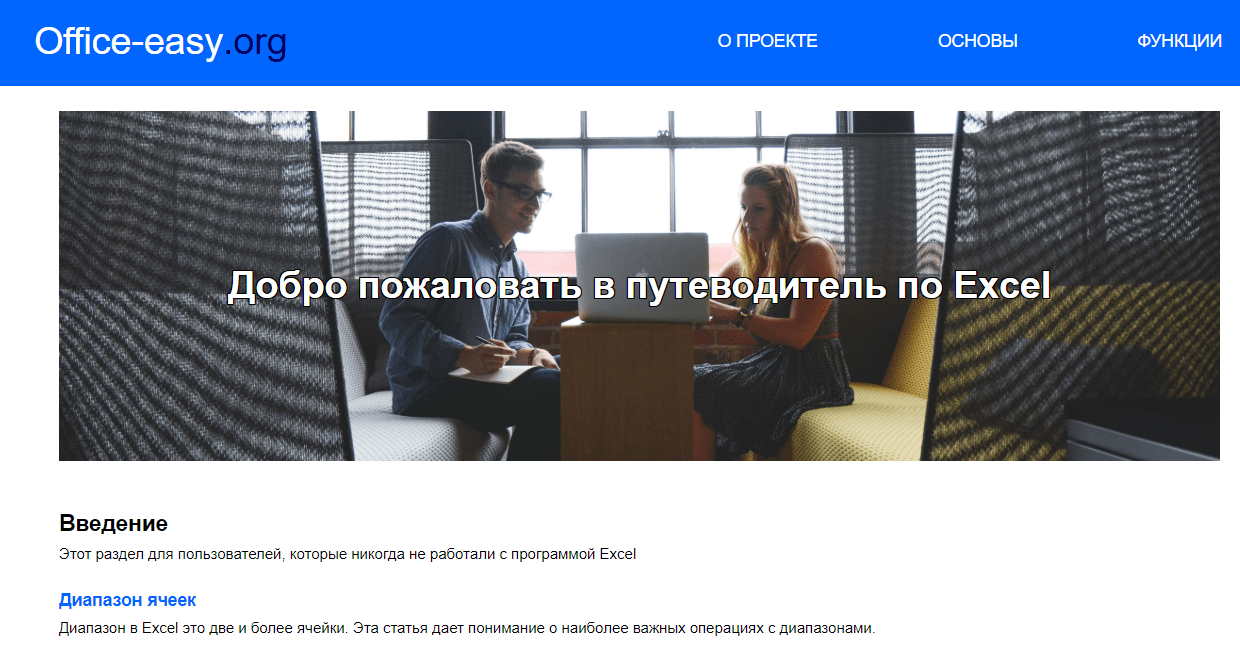 Office-easy.org
О ПРОЕКТЕ ОСНОВЫ ФУНКЦИИ
Добро пожаловать в путеводитель по Excel
Введение
Этот раздел для пользователей, которые никогда не работали с программой Excel
Диапазон ячеек
Диапазон в Excel это две и более ячейки. Эта статья дает понимание о наиболее важных операциях с диапазонами.